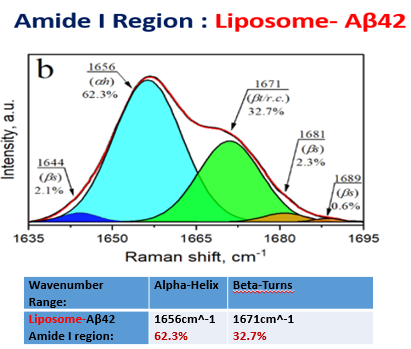 Amide I Region : Liposome- Aβ42
b
1656
(αh)
62.3%
1671
(βt/r.c.)
32.7%
1681
(βs)
2.3%
1689
(βs)
0.6%
1644
(βs)
2.1%
Intensity, a.u.
1635 1650 1665 1680 1695
Raman shift, cm-1
Wavenumber Range: Alpha-Helix Beta-Turns
Liposome-Aβ42 1656cm^-1 1671cm^-1
Amide I region: 62.3% 32.7%